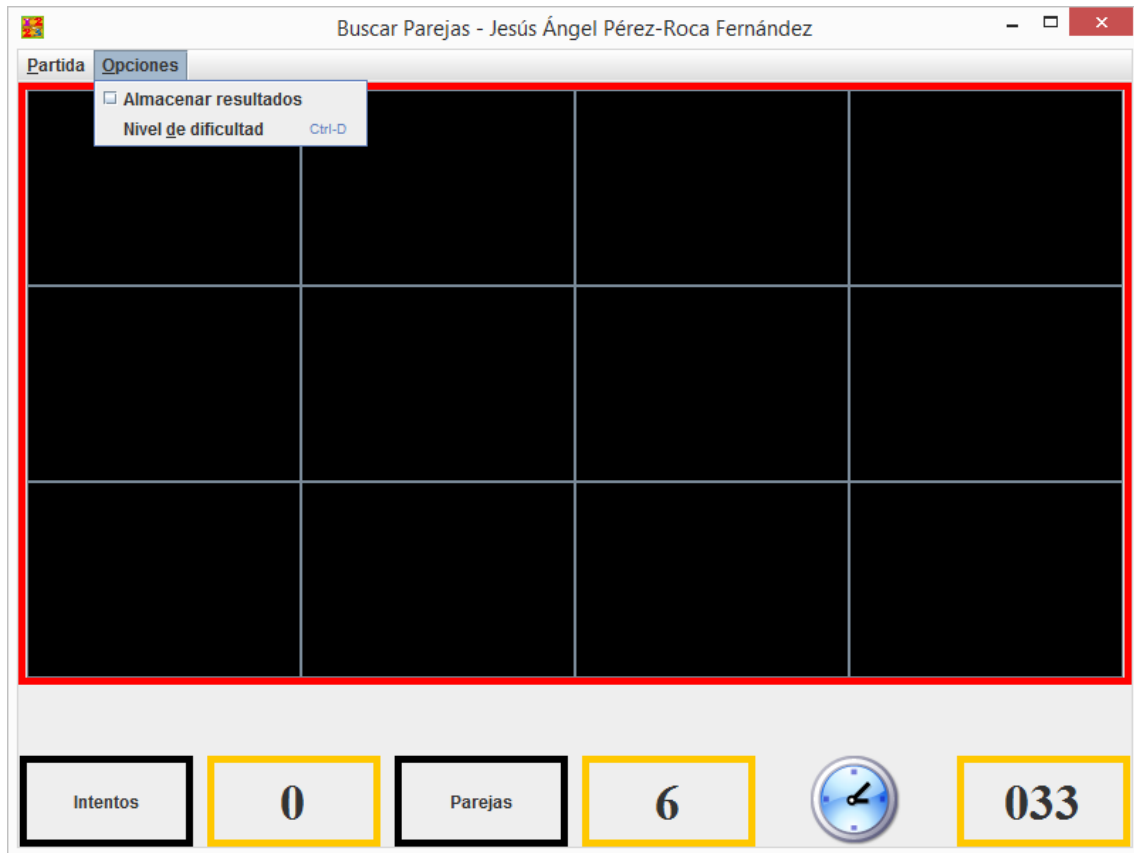 Buscar Parejas - Jesús Ángel Pérez-Roca Fernández
Partida Opciones
Almacenar resultados
Nivel de dificultad Ctrl-D
Intentos 0 Parejas 6 033